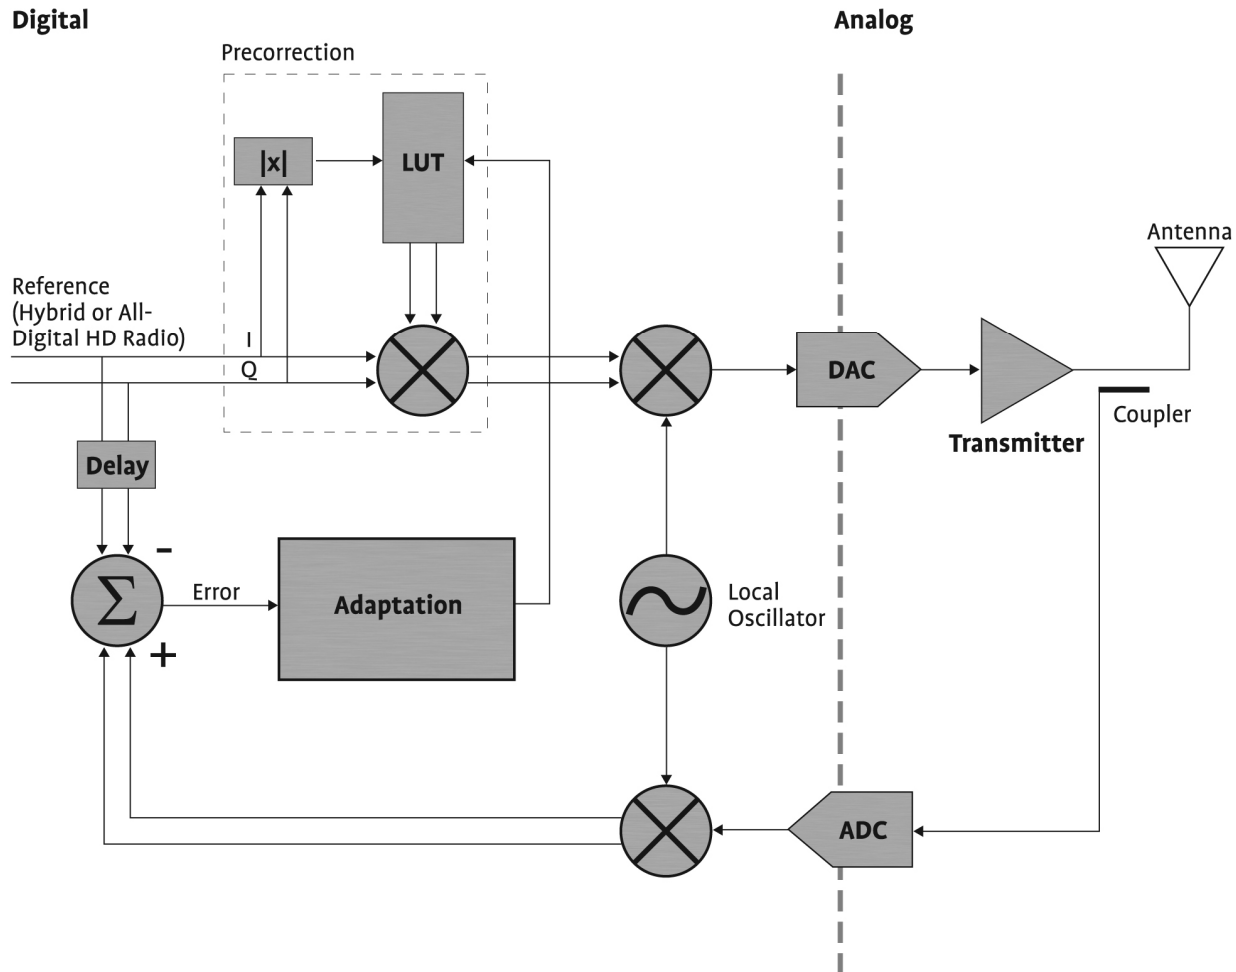 Digital
Analog
Precorrection
|x|
LUT
Antenna
Reference
(Hybrid or All-
Digital HD Radio)
I
Q
DAC
Coupler
Transmitter
Delay
-
Σ
Error
Adaptation
Local
Oscillator
+
ADC